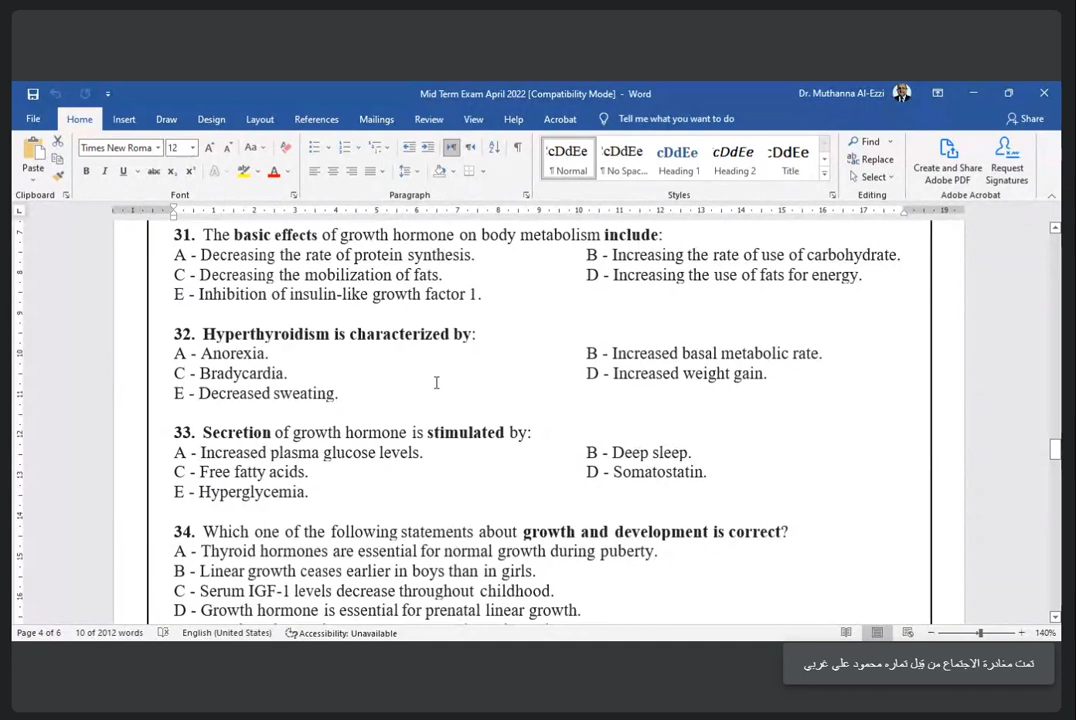 Mid Term Exam April 2022 [Compatibility Mode] - Word
Dr. Muthanna Al-Ezzi
File Home Insert Draw Design Layout References Mailings Review View Help Acrobat Tell me what you want to do Share
Times New Roma 12 Aa
Paste
Clipboard Font Paragraph Styles Editing Adobe Acrobat
cDdEe cDdEe cDdEe cDdEe :DdEe
¶ Normal ¶ No Spac... Heading 1 Heading 2 Title
Find
Replace
Select
Create and Share Adobe PDF
Request Signatures
31. The basic effects of growth hormone on body metabolism include:
A - Decreasing the rate of protein synthesis. B - Increasing the rate of use of carbohydrate.
C - Decreasing the mobilization of fats. D - Increasing the use of fats for energy.
E - Inhibition of insulin-like growth factor 1.
32. Hyperthyroidism is characterized by:
A - Anorexia. B - Increased basal metabolic rate.
C - Bradycardia. D - Increased weight gain.
E - Decreased sweating.
33. Secretion of growth hormone is stimulated by:
A - Increased plasma glucose levels. B - Deep sleep.
C - Free fatty acids. D - Somatostatin.
E - Hyperglycemia.
34. Which one of the following statements about growth and development is correct?
A - Thyroid hormones are essential for normal growth during puberty.
B - Linear growth ceases earlier in boys than in girls.
C - Serum IGF-1 levels decrease throughout childhood.
D - Growth hormone is essential for prenatal linear growth.
Page 4 of 6 10 of 2012 words English (United States) Accessibility: Unavailable 140%
تمت مغادرة الاجتماع من قِبل تماره محمود علي غربي